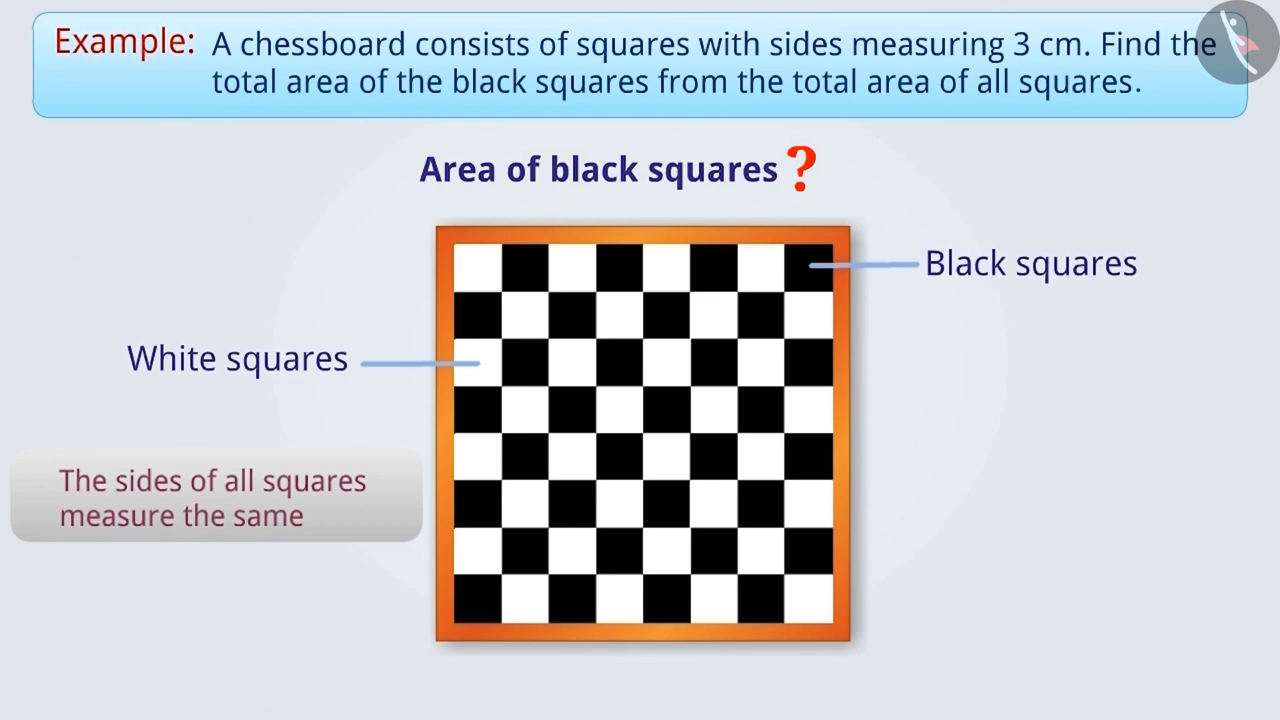 Example: A chessboard consists of squares with sides measuring 3 cm. Find the
total area of the black squares from the total area of all squares.
Area of black squares ?
Black squares
White squares
The sides of all squares
measure the same